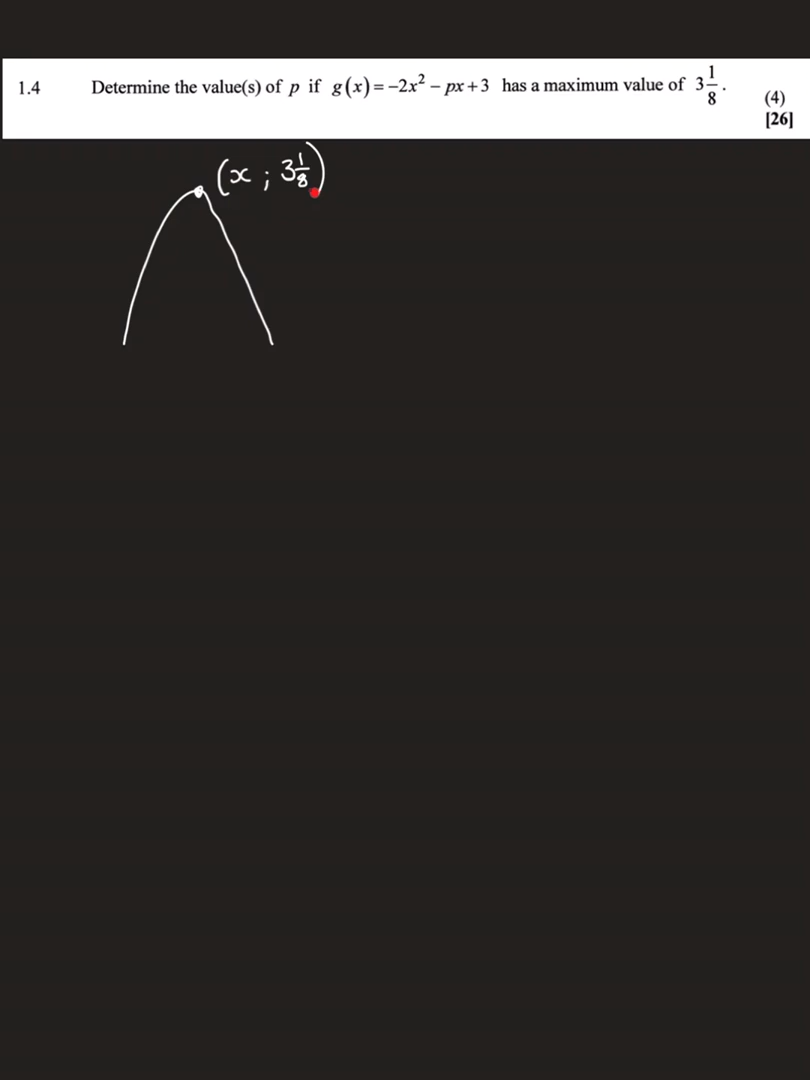 1.4 Determine the value(s) of p if g(x) = −2x² − px + 3 has a maximum value of 3 1/8 .
(4)
[26]
(x ; 3 1/8)